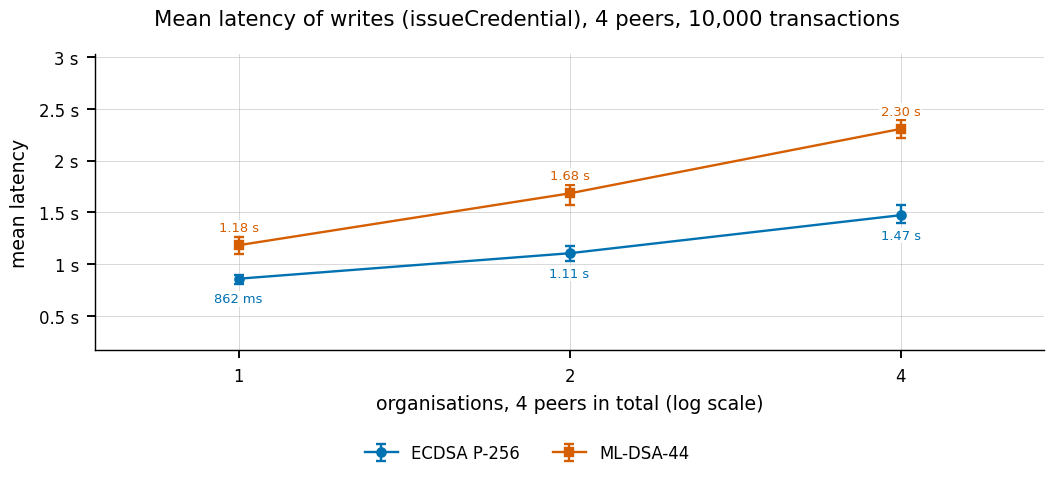 Mean latency of writes (issueCredential), 4 peers, 10,000 transactions
3 s
2.5 s
2 s
1.5 s
1 s
0.5 s
mean latency
2.30 s
1.68 s
1.18 s
1.47 s
1.11 s
862 ms
1 2 4
organisations, 4 peers in total (log scale)
ECDSA P-256 ML-DSA-44